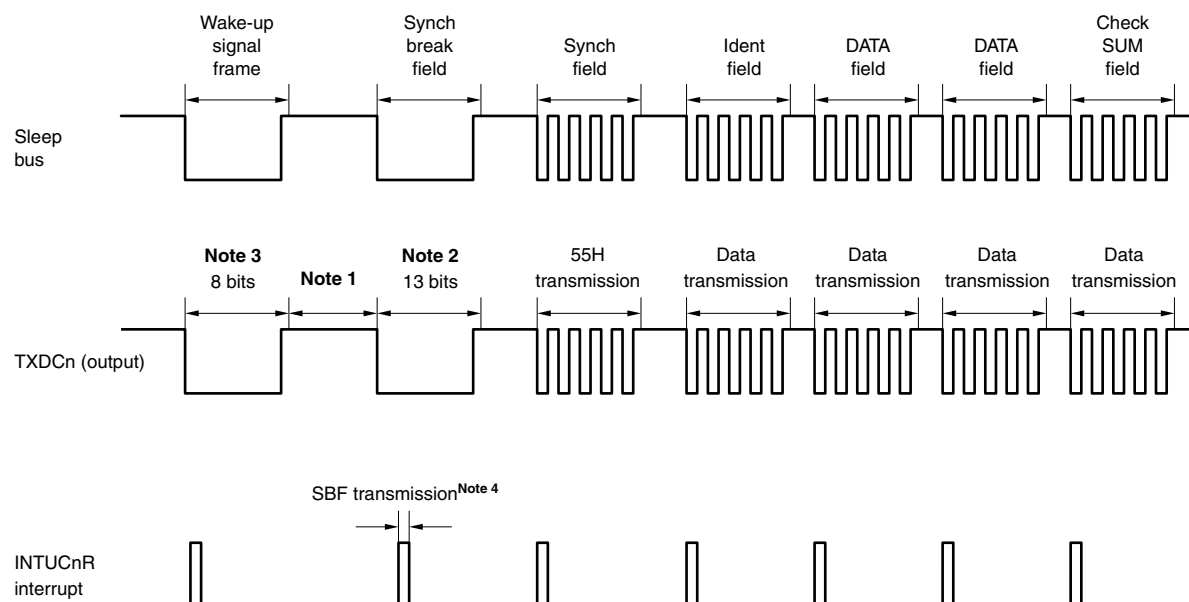 Wake-up
signal
frame
Synch
break
field
Synch
field
Ident
field
DATA
field
DATA
field
Check
SUM
field
Sleep
bus
Note 3
8 bits
Note 1
Note 2
13 bits
55H
transmission
Data
transmission
Data
transmission
Data
transmission
Data
transmission
TXDCn (output)
SBF transmissionNote 4
INTUCnR
interrupt